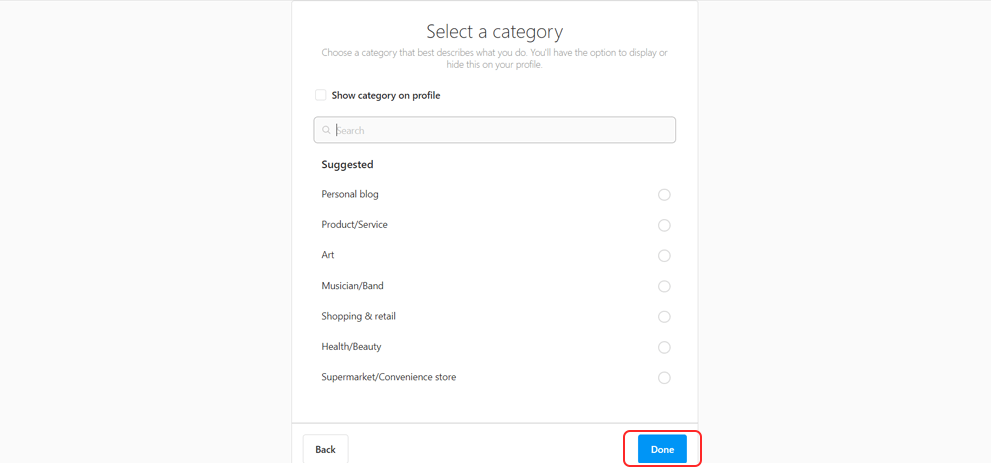 Select a category
Choose a category that best describes what you do. You'll have the option to display or
hide this on your profile.
Show category on profile
Search
Suggested
Personal blog
Product/Service
Art
Musician/Band
Shopping & retail
Health/Beauty
Supermarket/Convenience store
Back
Done